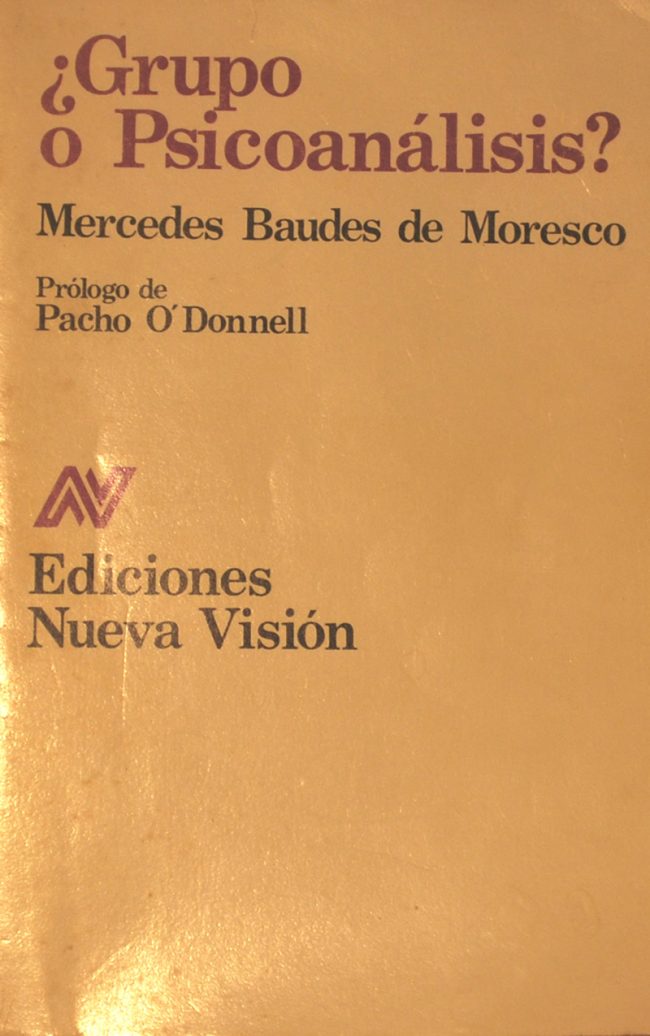 ¿Grupo
o Psicoanálisis?
Mercedes Baudes de Moresco
Prólogo de
Pacho O´Donnell
Ediciones
Nueva Visión